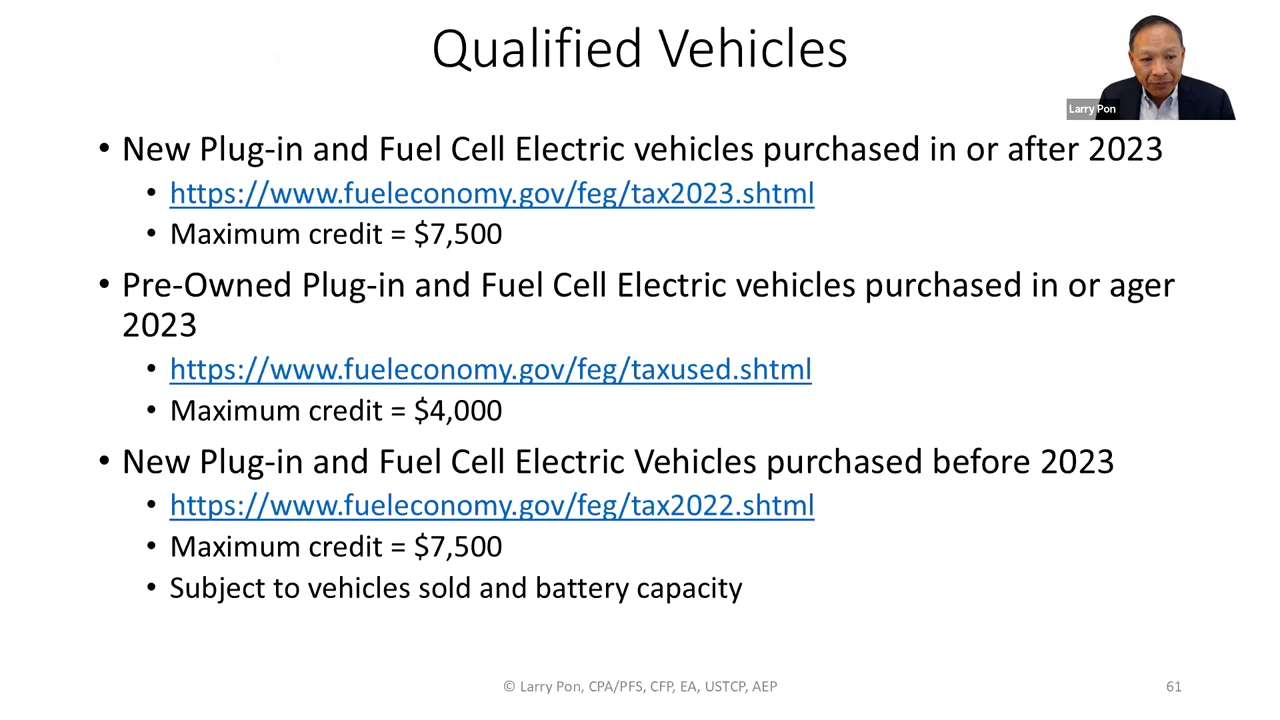 Qualified Vehicles
Larry Pon
• New Plug-in and Fuel Cell Electric vehicles purchased in or after 2023
• https://www.fueleconomy.gov/feg/tax2023.shtml
• Maximum credit = $7,500
• Pre-Owned Plug-in and Fuel Cell Electric vehicles purchased in or ager
2023
• https://www.fueleconomy.gov/feg/taxused.shtml
• Maximum credit = $4,000
• New Plug-in and Fuel Cell Electric Vehicles purchased before 2023
• https://www.fueleconomy.gov/feg/tax2022.shtml
• Maximum credit = $7,500
• Subject to vehicles sold and battery capacity
© Larry Pon, CPA/PFS, CFP, EA, USTCP, AEP
61